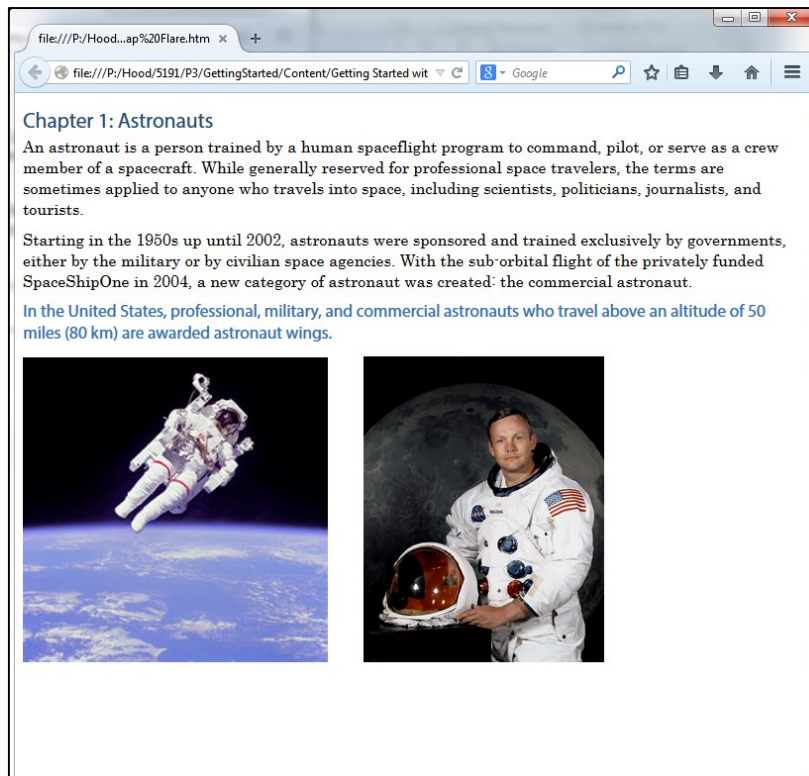 file:///P:/Hood...ap%20Flare.htm
file:///P:/Hood/5191/P3/GettingStarted/Content/Getting Started wit
Google
Chapter 1: Astronauts
An astronaut is a person trained by a human spaceflight program to command, pilot, or serve as a crew
member of a spacecraft. While generally reserved for professional space travelers, the terms are
sometimes applied to anyone who travels into space, including scientists, politicians, journalists, and
tourists.
Starting in the 1950s up until 2002, astronauts were sponsored and trained exclusively by governments,
either by the military or by civilian space agencies. With the sub-orbital flight of the privately funded
SpaceShipOne in 2004, a new category of astronaut was created: the commercial astronaut.
In the United States, professional, military, and commercial astronauts who travel above an altitude of 50
miles (80 km) are awarded astronaut wings.
NASA